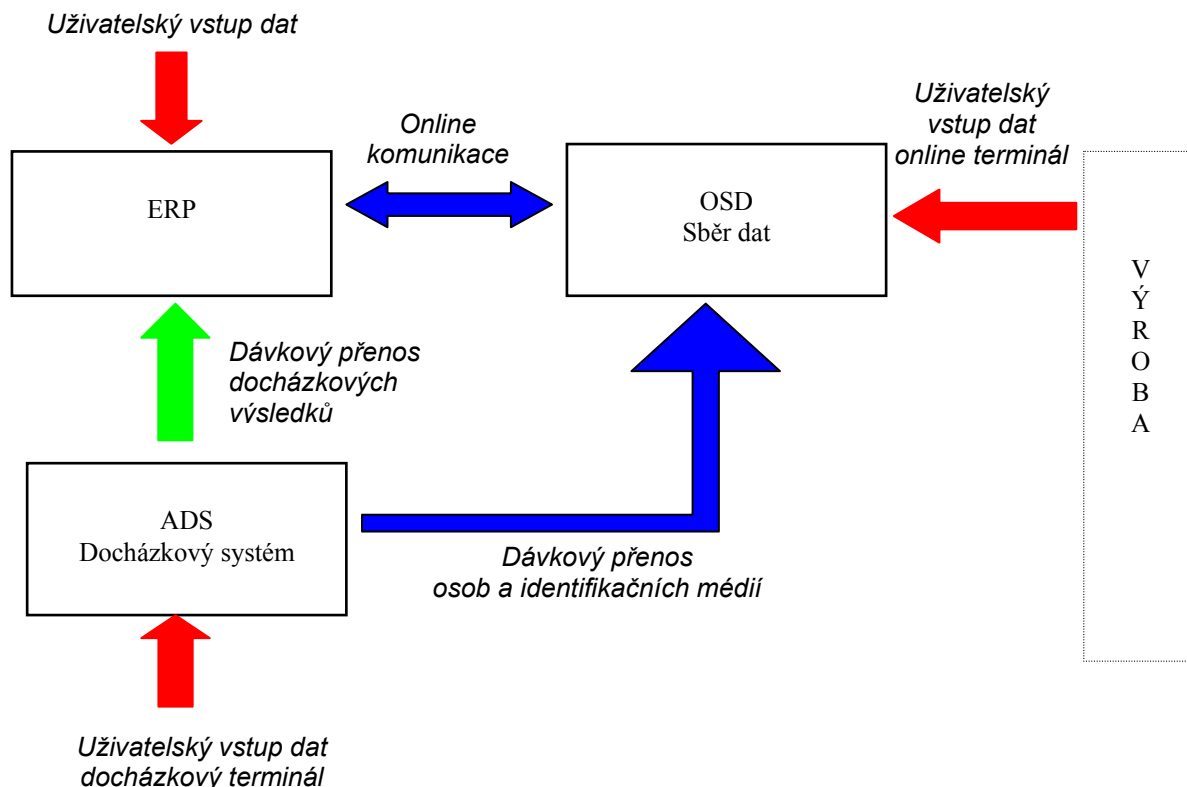 Uživatelský vstup dat
Uživatelský
vstup dat
online terminál
Online
komunikace
ERP
OSD
Sběr dat
V
Ý
R
O
B
A
Dávkový přenos
docházkových
výsledků
ADS
Docházkový systém
Dávkový přenos
osob a identifikačních médií
Uživatelský vstup dat
docházkový terminál